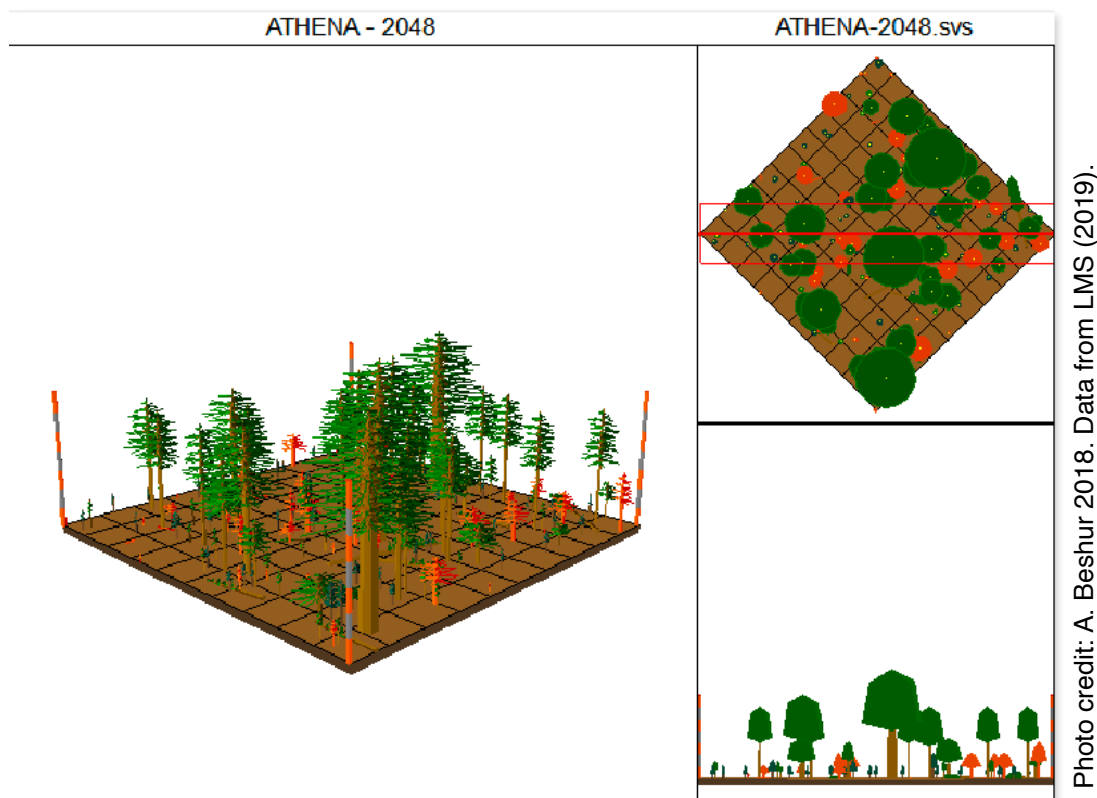 ATHENA - 2048
ATHENA-2048.svs
Photo credit: A. Beshur 2018. Data from LMS (2019).